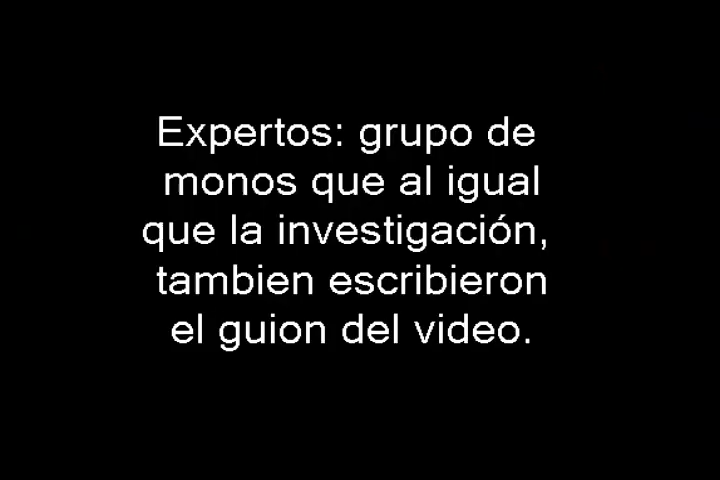 Expertos: grupo de
monos que al igual
que la investigación,
tambien escribieron
el guion del video.